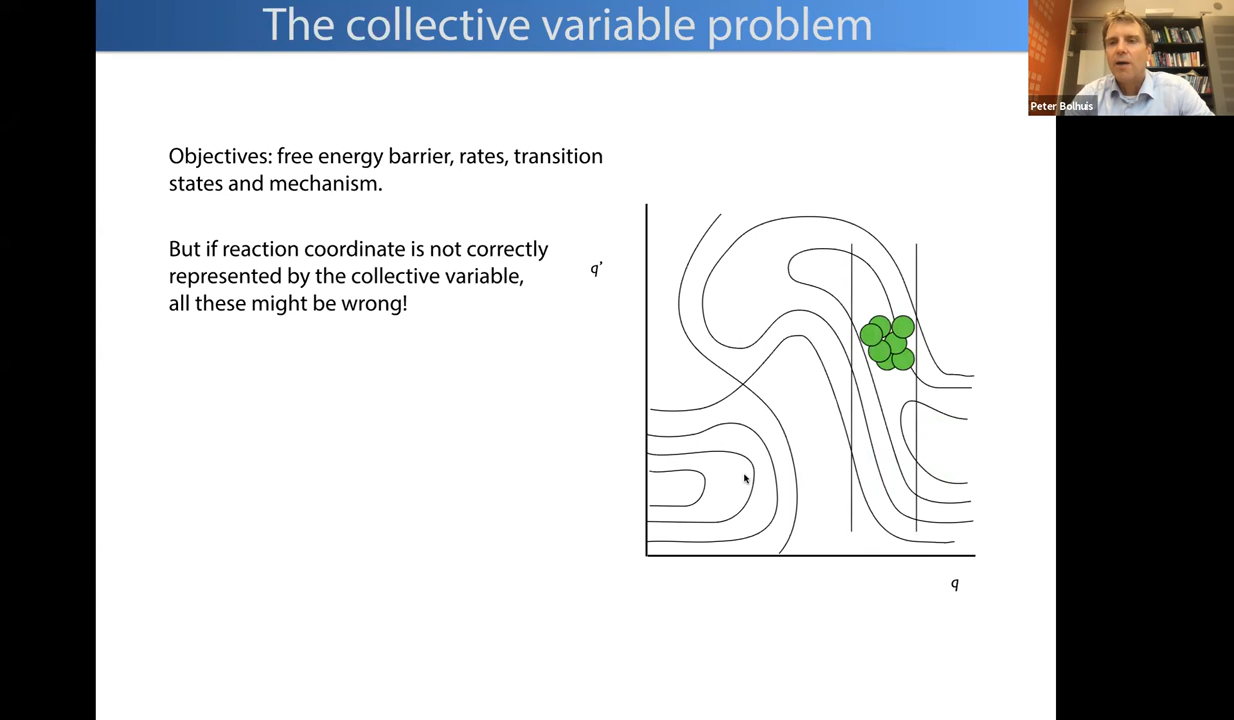 The collective variable problem
Peter Bolhuis
Objectives: free energy barrier, rates, transition
states and mechanism.
But if reaction coordinate is not correctly
represented by the collective variable,
all these might be wrong!
q’
q